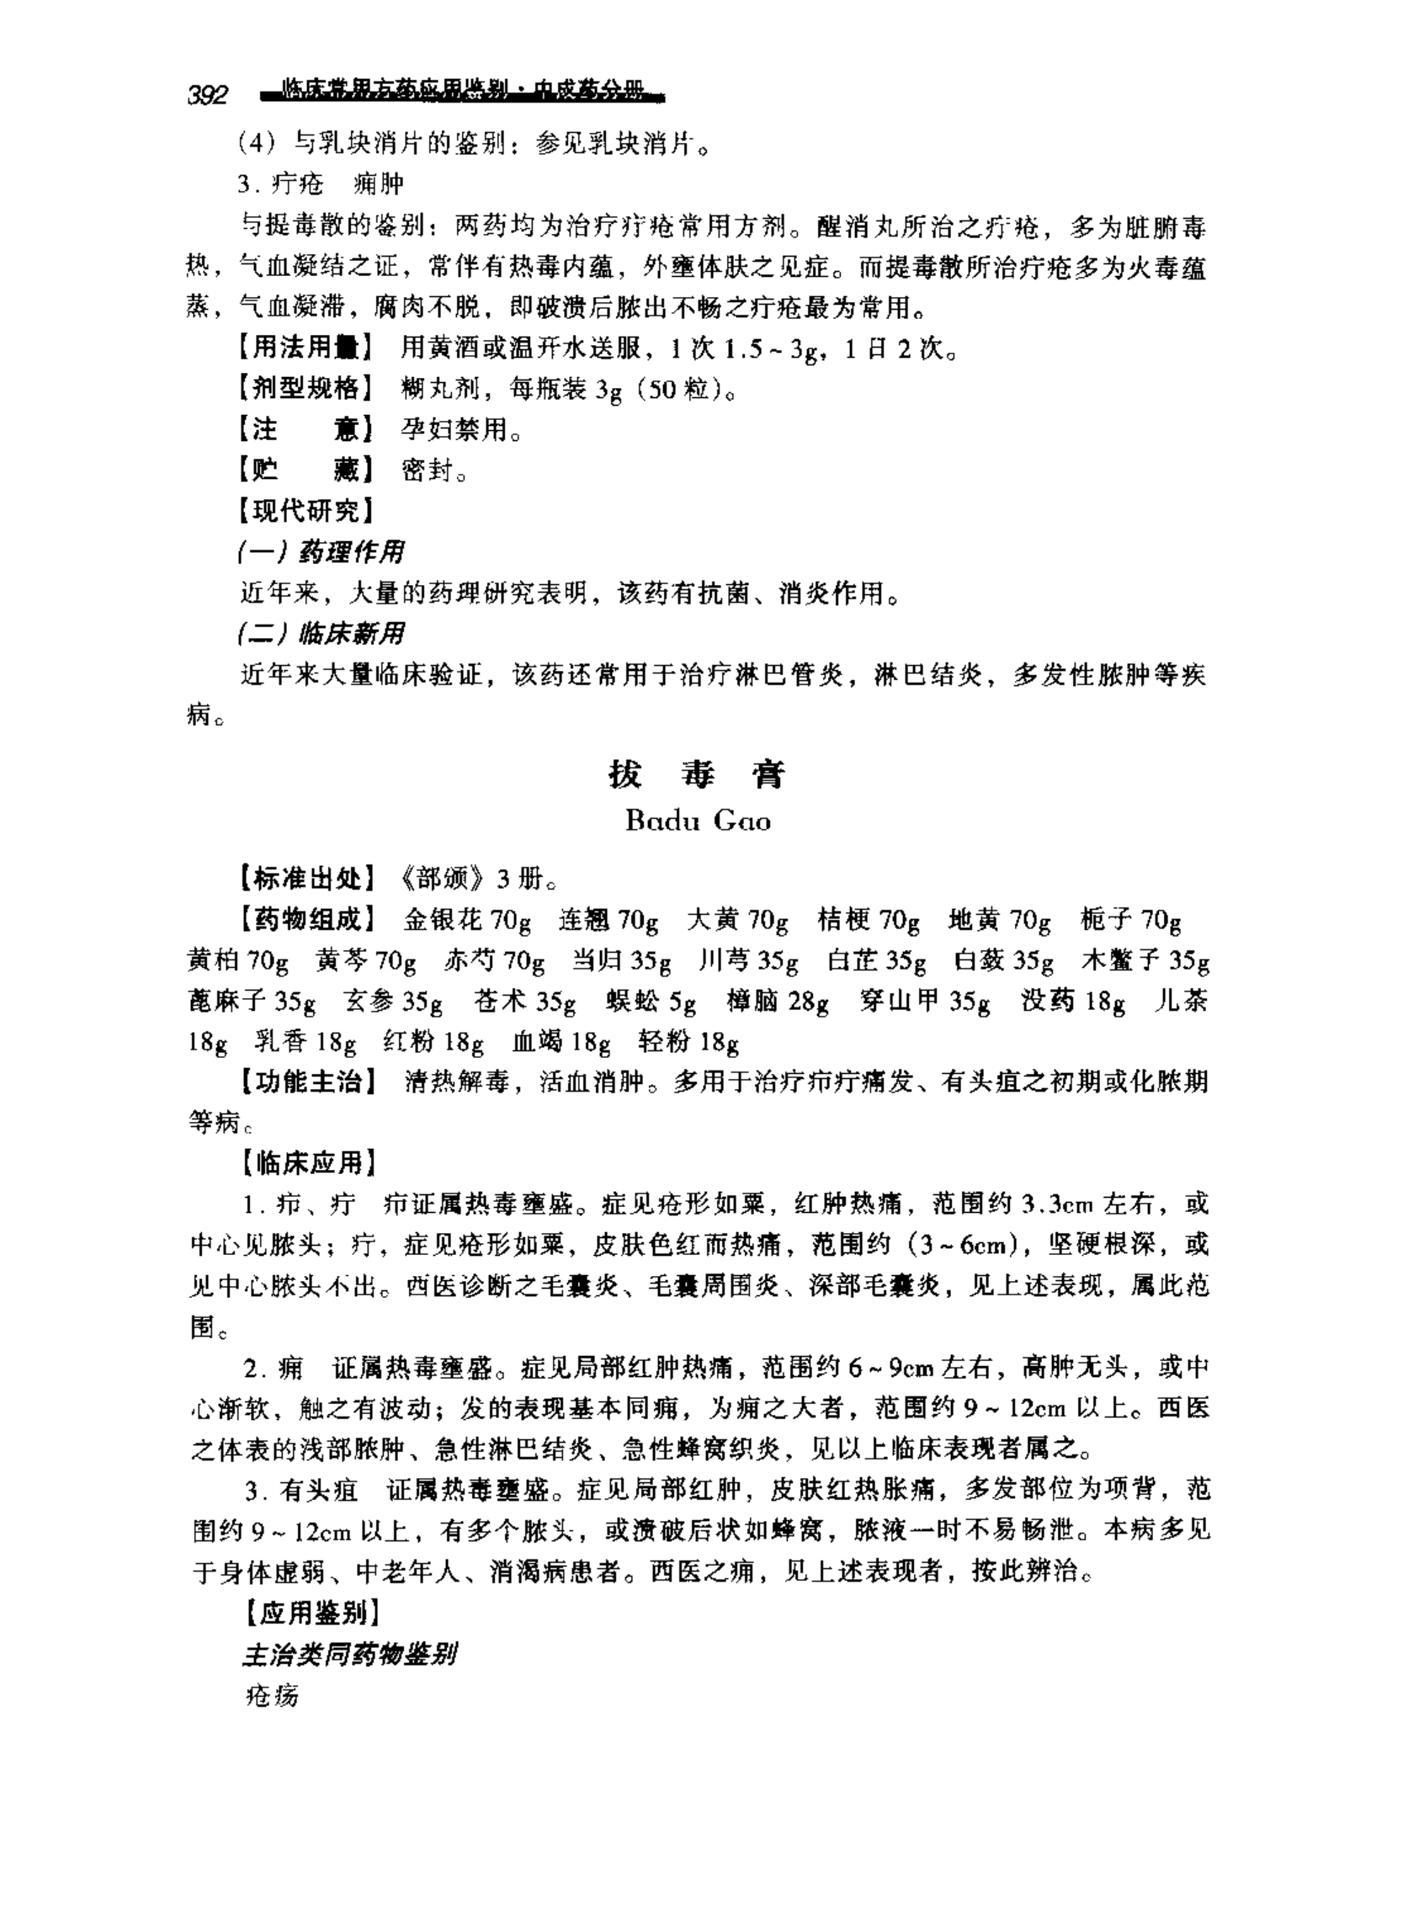 392 临床常用方药应用鉴别·中成药分册
(4) 与乳块消片的鉴别：参见乳块消片。
3. 疔疮　痈肿
与提毒散的鉴别：两药均为治疗疔疮常用方剂。醒消丸所治之疔疮，多为脏腑毒
热，气血凝结之证，常伴有热毒内蕴，外壅体肤之见症。而提毒散所治疔疮多为火毒蕴
蒸，气血凝滞，腐肉不脱，即破溃后脓出不畅之疔疮最为常用。
【用法用量】 用黄酒或温开水送服，1次1.5~3g，1日2次。
【剂型规格】 糊丸剂，每瓶装3g（50粒）。
【注　　意】 孕妇禁用。
【贮　　藏】 密封。
【现代研究】
(一) 药理作用
近年来，大量的药理研究表明，该药有抗菌、消炎作用。
(二) 临床新用
近年来大量临床验证，该药还常用于治疗淋巴管炎，淋巴结炎，多发性脓肿等疾
病。
拔 毒 膏
Badu Gao
【标准出处】《部颁》3册。
【药物组成】 金银花70g　连翘70g　大黄70g　桔梗70g　地黄70g　栀子70g
黄柏70g　黄芩70g　赤芍70g　当归35g　川芎35g　白芷35g　白蔹35g　木鳖子35g
蓖麻子35g　玄参35g　苍术35g　蜈蚣5g　樟脑28g　穿山甲35g　没药18g　儿茶
18g　乳香18g　红粉18g　血竭18g　轻粉18g
【功能主治】 清热解毒，活血消肿。多用于治疗疖疔痈发、有头疽之初期或化脓期
等病。
【临床应用】
1. 疖、疔　疖证属热毒壅盛。症见疮形如粟，红肿热痛，范围约3.3cm左右，或
中心见脓头；疔，症见疮形如粟，皮肤色红而热痛，范围约（3~6cm），坚硬根深，或
见中心脓头不出。西医诊断之毛囊炎、毛囊周围炎、深部毛囊炎，见上述表现，属此范
围。
2. 痈　证属热毒壅盛。症见局部红肿热痛，范围约6~9cm左右，高肿无头，或中
心渐软，触之有波动；发的表现基本同痈，为痈之大者，范围约9~12cm以上。西医
之体表的浅部脓肿、急性淋巴结炎、急性蜂窝织炎，见以上临床表现者属之。
3. 有头疽　证属热毒壅盛。症见局部红肿，皮肤红热胀痛，多发部位为项背，范
围约9~12cm以上，有多个脓头，或溃破后状如蜂窝，脓液一时不易畅泄。本病多见
于身体虚弱、中老年人、消渴病患者。西医之痈，见上述表现者，按此辨治。
【应用鉴别】
主治类同药物鉴别
疮疡